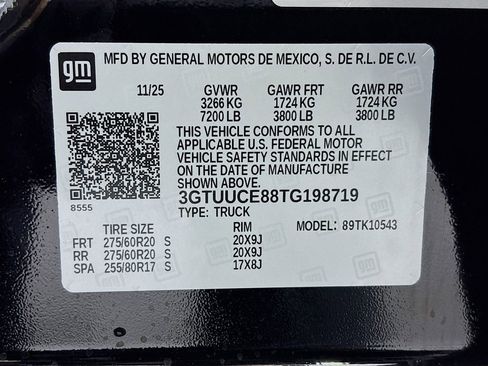 gm MFD BY GENERAL MOTORS DE MEXICO, S. DE R.L. DE C.V.
11/25 GVWR GAWR FRT GAWR RR
3266 KG 1724 KG 1724 KG
7200 LB 3800 LB 3800 LB
THIS VEHICLE CONFORMS TO ALL
APPLICABLE U.S. FEDERAL MOTOR
VEHICLE SAFETY STANDARDS IN EFFECT
ON THE DATE OF MANUFACTURE
SHOWN ABOVE.
3GTUUCE88TG198719
8555
TYPE: TRUCK
TIRE SIZE RIM MODEL: 89TK10543
FRT 275/60R20 S 20X9J
RR 275/60R20 S 20X9J
SPA 255/80R17 S 17X8J